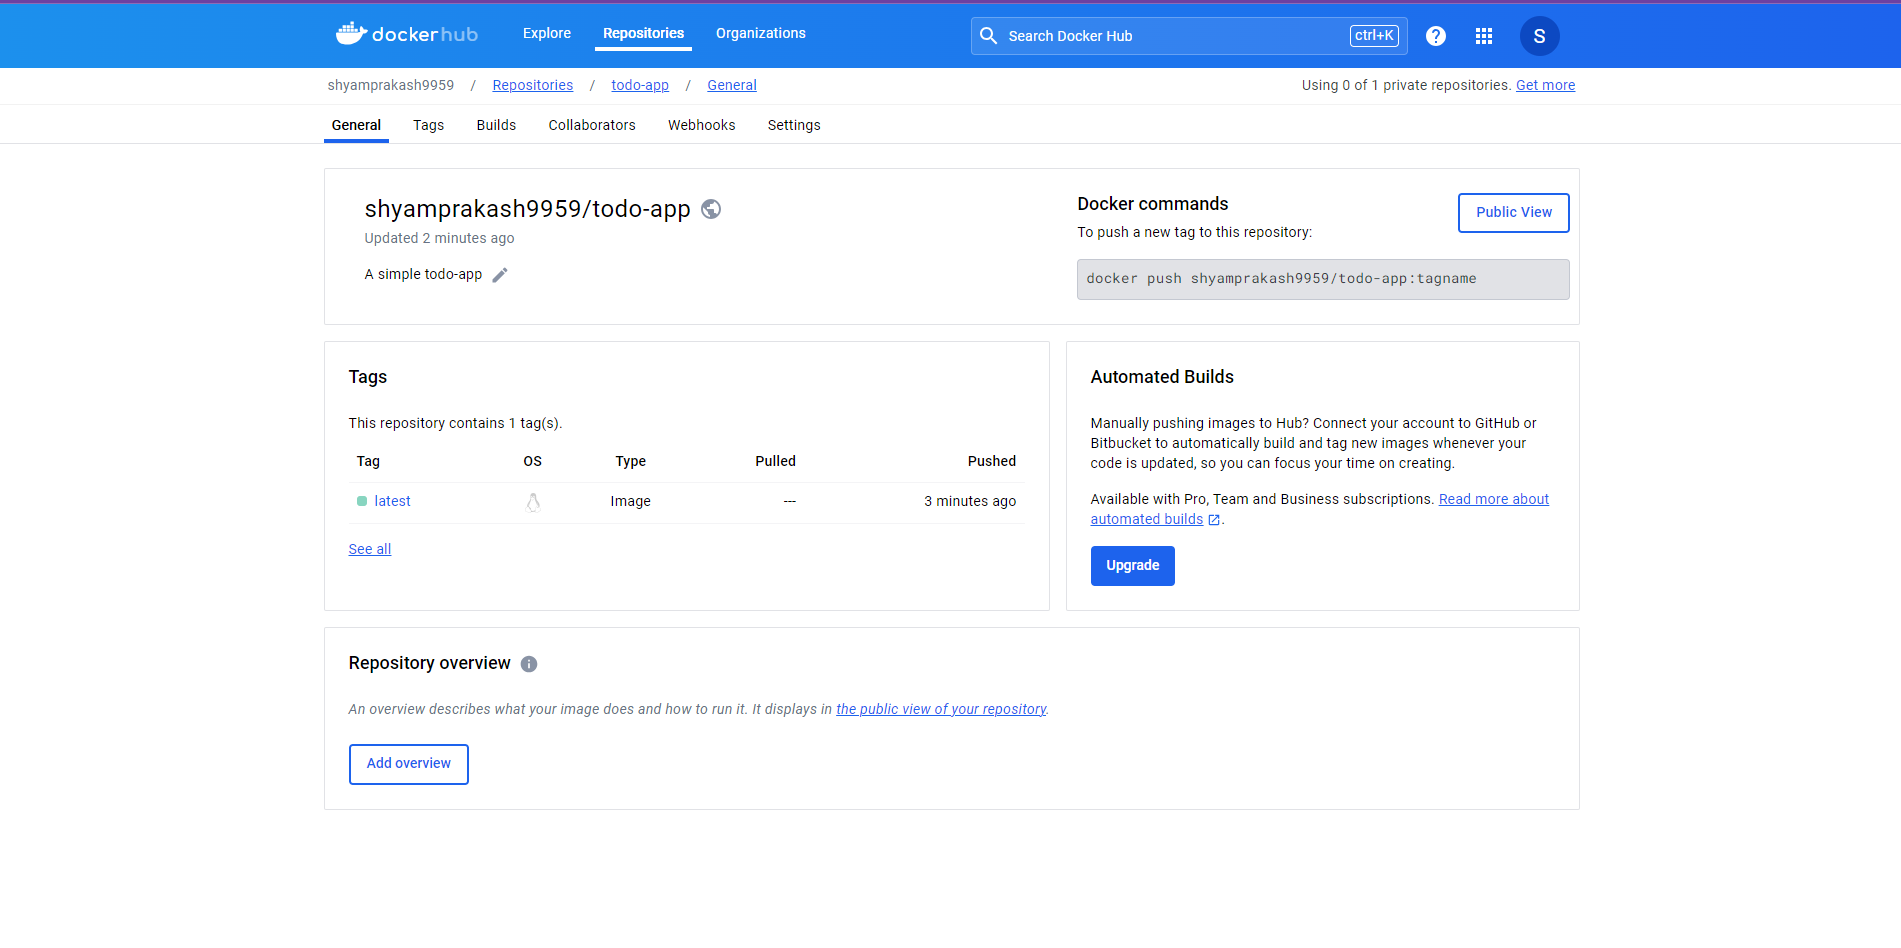 dockerhub
Explore
Repositories
Organizations
Search Docker Hub
ctrl+K
?
S
shyamprakash9959 / Repositories / todo-app / General
Using 0 of 1 private repositories. Get more
General
Tags
Builds
Collaborators
Webhooks
Settings
shyamprakash9959/todo-app
Updated 2 minutes ago
A simple todo-app
Docker commands
Public View
To push a new tag to this repository:
docker push shyamprakash9959/todo-app:tagname
Tags
This repository contains 1 tag(s).
Tag OS Type Pulled Pushed
latest Image --- 3 minutes ago
See all
Automated Builds
Manually pushing images to Hub? Connect your account to GitHub or
Bitbucket to automatically build and tag new images whenever your
code is updated, so you can focus your time on creating.
Available with Pro, Team and Business subscriptions. Read more about
automated builds .
Upgrade
Repository overview i
An overview describes what your image does and how to run it. It displays in the public view of your repository.
Add overview